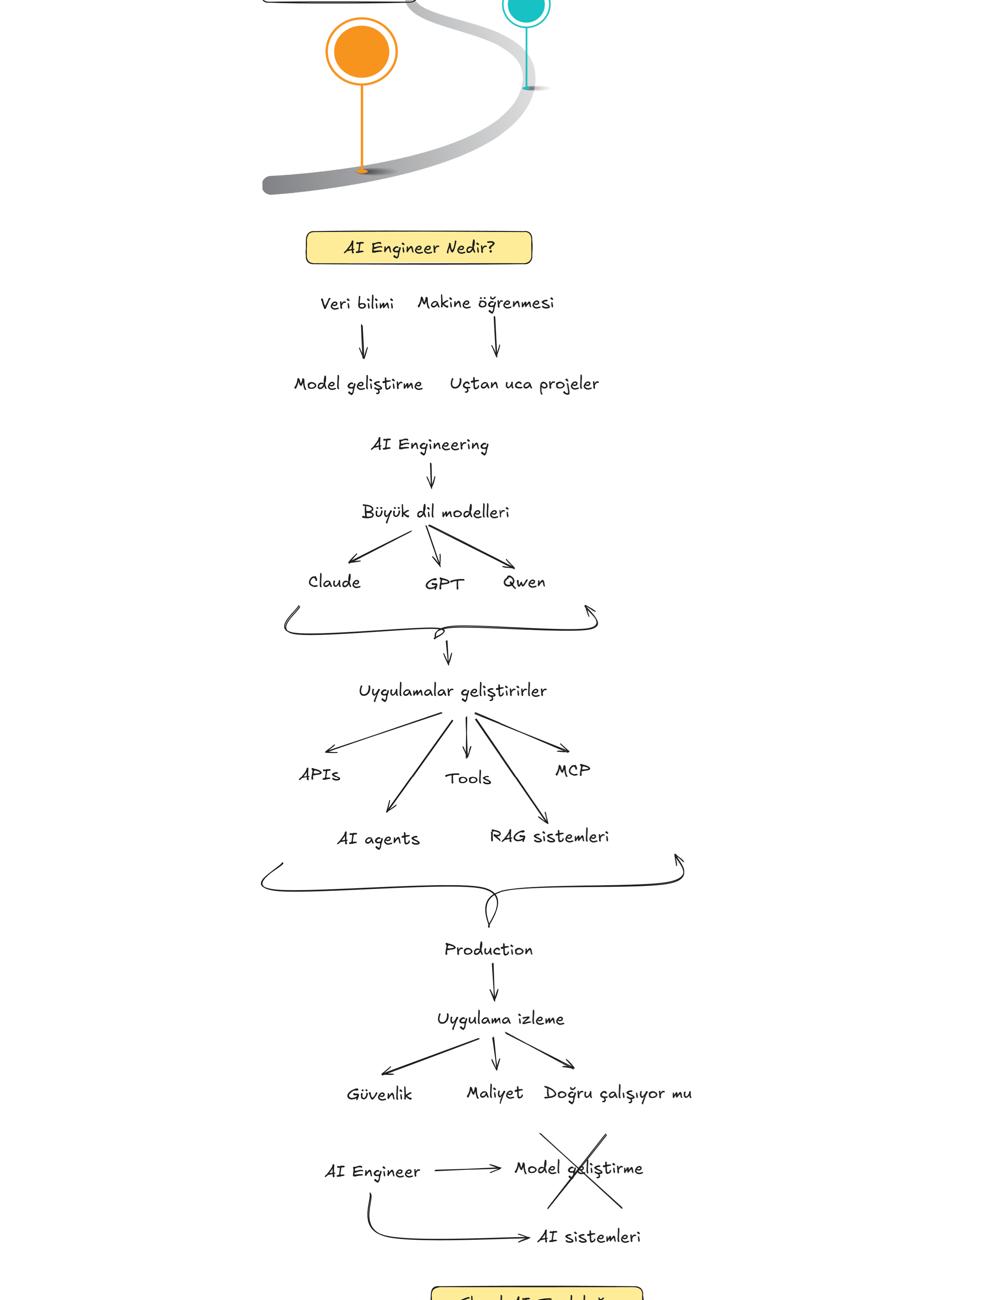 AI Engineer Nedir?
Veri bilimi
Makine öğrenmesi
Model geliştirme
Uçtan uca projeler
AI Engineering
Büyük dil modelleri
Claude
GPT
Qwen
Uygulamalar geliştirirler
APIs
Tools
MCP
AI agents
RAG sistemleri
Production
Uygulama izleme
Güvenlik
Maliyet
Doğru çalışıyor mu
AI Engineer
Model geliştirme
AI sistemleri